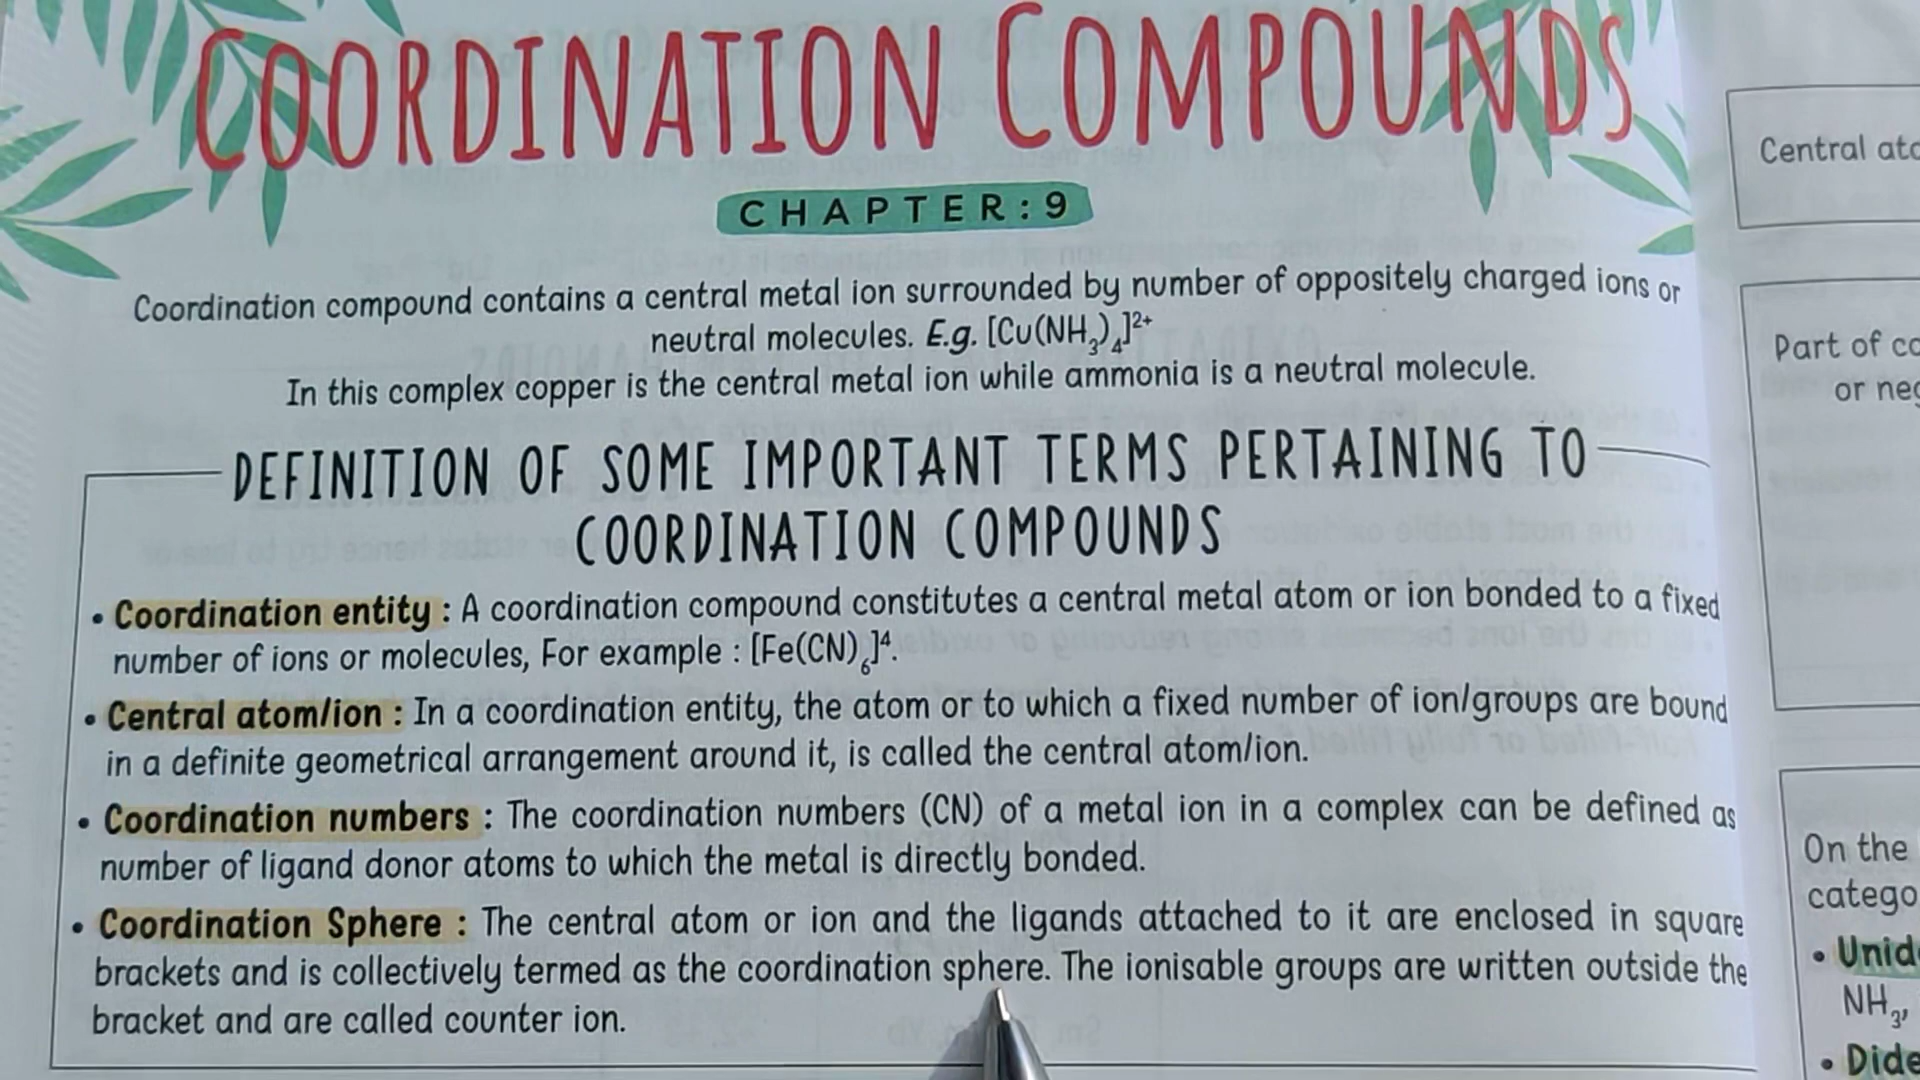 COORDINATION COMPOUNDS
CHAPTER: 9
Coordination compound contains a central metal ion surrounded by number of oppositely charged ions or
neutral molecules. E.g. [Cu(NH₃)₄]²⁺
In this complex copper is the central metal ion while ammonia is a neutral molecule.
DEFINITION OF SOME IMPORTANT TERMS PERTAINING TO
COORDINATION COMPOUNDS
• Coordination entity : A coordination compound constitutes a central metal atom or ion bonded to a fixed
number of ions or molecules, For example : [Fe(CN)₆]⁴⁻.
• Central atom/ion : In a coordination entity, the atom or to which a fixed number of ion/groups are bound
in a definite geometrical arrangement around it, is called the central atom/ion.
• Coordination numbers : The coordination numbers (CN) of a metal ion in a complex can be defined as
number of ligand donor atoms to which the metal is directly bonded.
• Coordination Sphere : The central atom or ion and the ligands attached to it are enclosed in square
brackets and is collectively termed as the coordination sphere. The ionisable groups are written outside the
bracket and are called counter ion.
Central
Part of
or
On the
• 
NH₃,
•